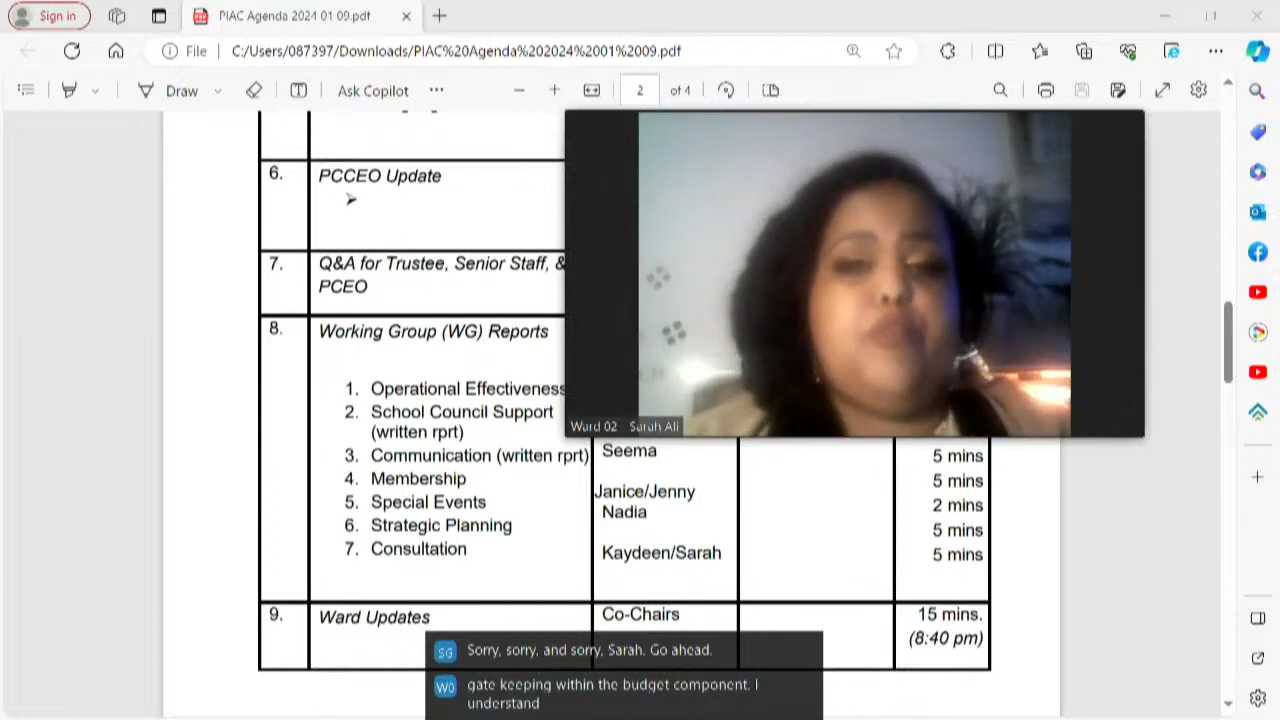 Sign in
PIAC Agenda 2024 01 09.pdf
File
C:/Users/087397/Downloads/PIAC%20Agenda%202024%2001%2009.pdf
Draw
Ask Copilot
2 of 4
6. PCCEO Update
7. Q&A for Trustee, Senior Staff, &
PCEO
8. Working Group (WG) Reports
1. Operational Effectiveness
2. School Council Support
(written rprt)
3. Communication (written rprt)
4. Membership
5. Special Events
6. Strategic Planning
7. Consultation
Seema
Janice/Jenny
Nadia
Kaydeen/Sarah
5 mins
5 mins
2 mins
5 mins
5 mins
9. Ward Updates
Co-Chairs
15 mins.
(8:40 pm)
Ward 02 Sarah Ali
SG Sorry, sorry, and sorry, Sarah. Go ahead.
W0 gate keeping within the budget component. I
understand